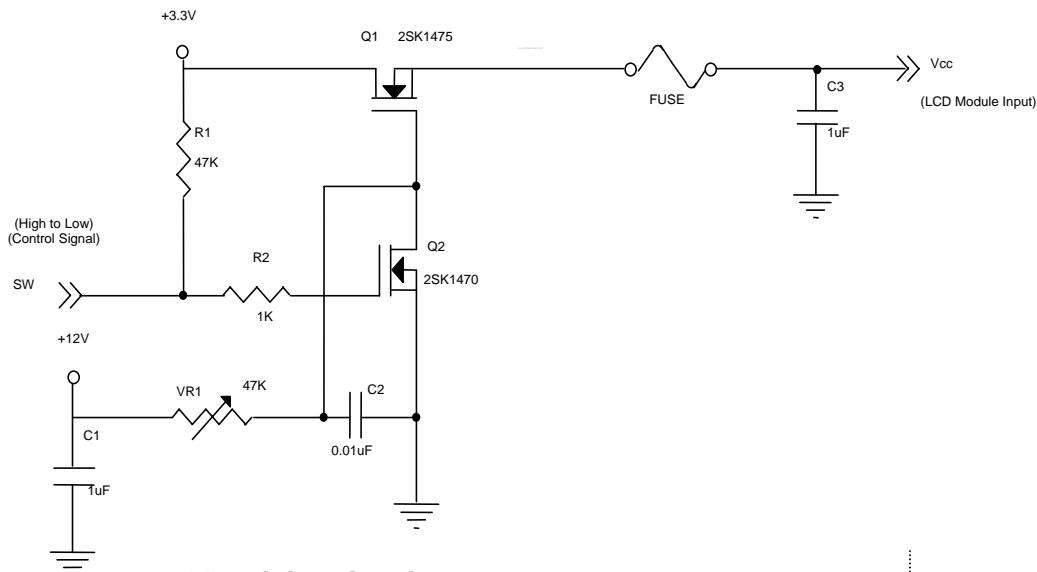 +3.3V
Q1 2SK1475
Vcc
FUSE
C3
(LCD Module Input)
R1
1uF
47K
(High to Low)
(Control Signal)
Q2
R2
SW
2SK1470
1K
+12V
VR1
47K
C2
C1
0.01uF
1uF